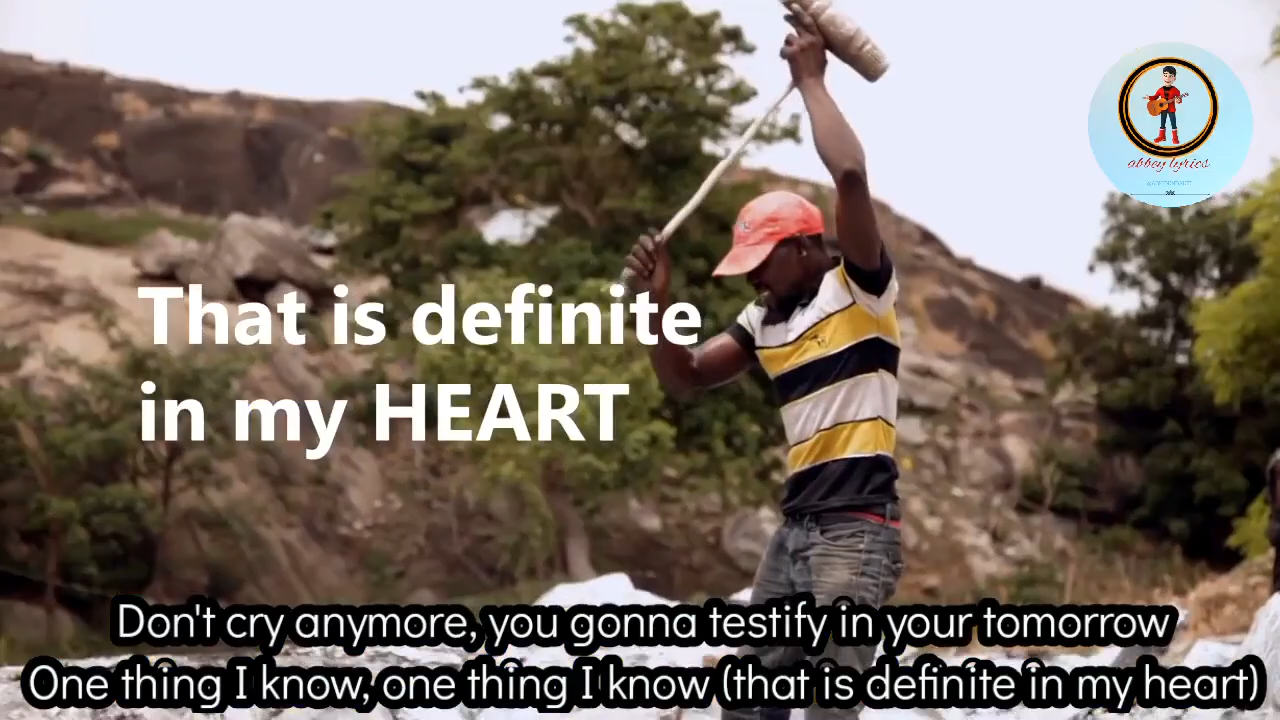 abbey lyrics
That is definite
in my HEART
Don't cry anymore, you gonna testify in your tomorrow
One thing I know, one thing I know (that is definite in my heart)